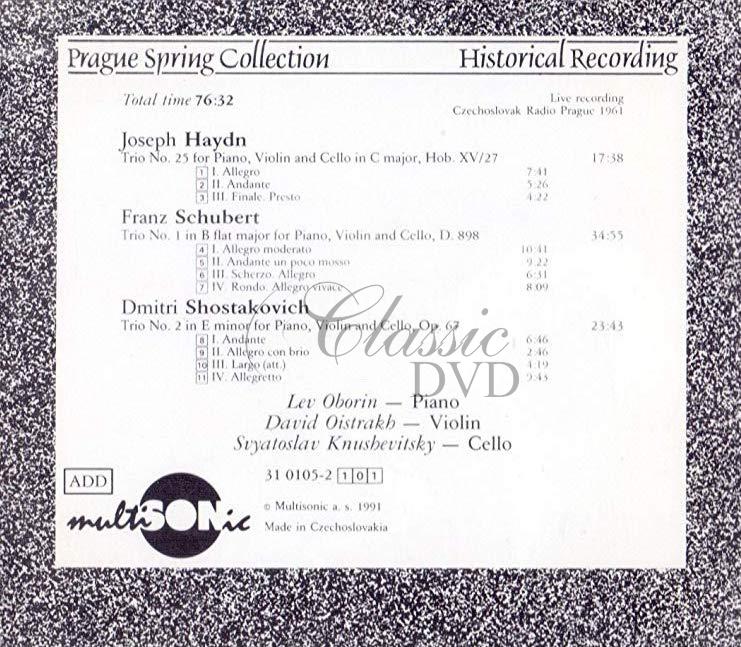 Prague Spring Collection Historical Recording
Total time 76:32 Live recording
Czechoslovak Radio Prague 1961
Joseph Haydn
Trio No. 25 for Piano, Violin and Cello in C major, Hob. XV/27 17:38
1 I. Allegro 7:41
2 II. Andante 5:26
3 III. Finale. Presto 4:22
Franz Schubert
Trio No. 1 in B flat major for Piano, Violin and Cello, D. 898 34:55
4 I. Allegro moderato 10:41
5 II. Andante un poco mosso 9:22
6 III. Scherzo. Allegro 6:31
7 IV. Rondo. Allegro vivace 8:09
Dmitri Shostakovich
Trio No. 2 in E minor for Piano, Violin and Cello, Op. 67 23:43
8 I. Andante 6:46
9 II. Allegro con brio 2:46
10 III. Largo (att.) 4:19
11 IV. Allegretto 9:43
Classic
DVD
Lev Oborin — Piano
David Oistrakh — Violin
Svyatoslav Knushevitsky — Cello
ADD
31 0105-2 101
multiSONic
© Multisonic a. s. 1991
Made in Czechoslovakia